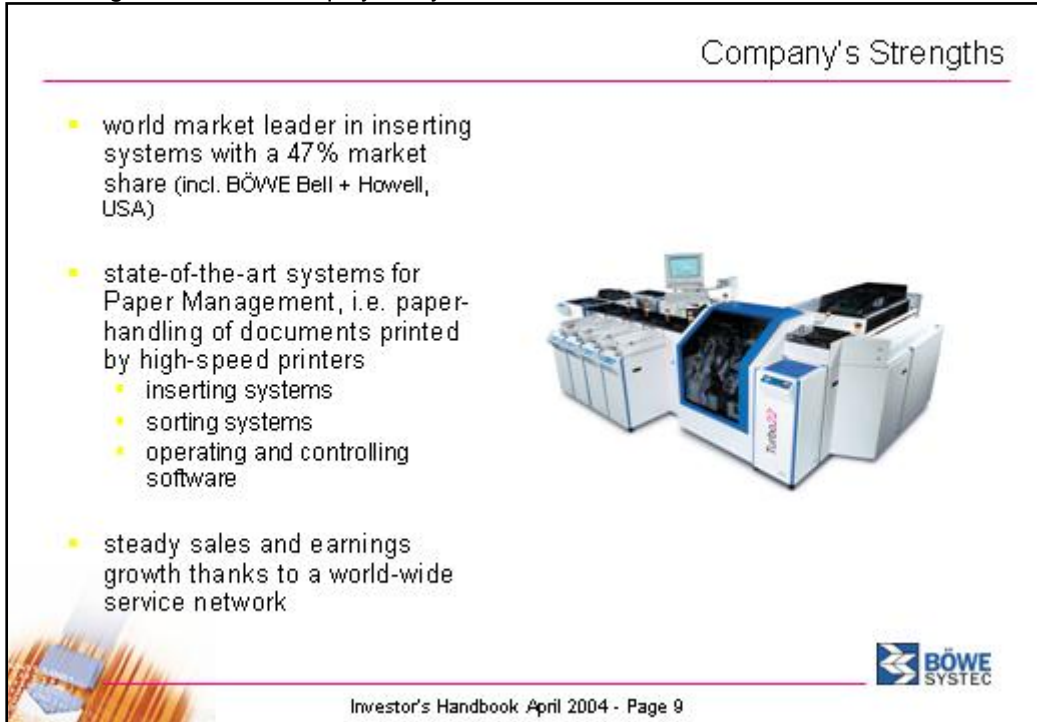 Company's Strengths
world market leader in inserting
systems with a 47% market
share (incl. BÖWE Bell + Howell,
USA)
state-of-the-art systems for
Paper Management, i.e. paper-
handling of documents printed
by high-speed printers
inserting systems
sorting systems
operating and controlling
software
steady sales and earnings
growth thanks to a world-wide
service network
Turbo22
BÖWE
SYSTEC
Investor's Handbook April 2004 - Page 9